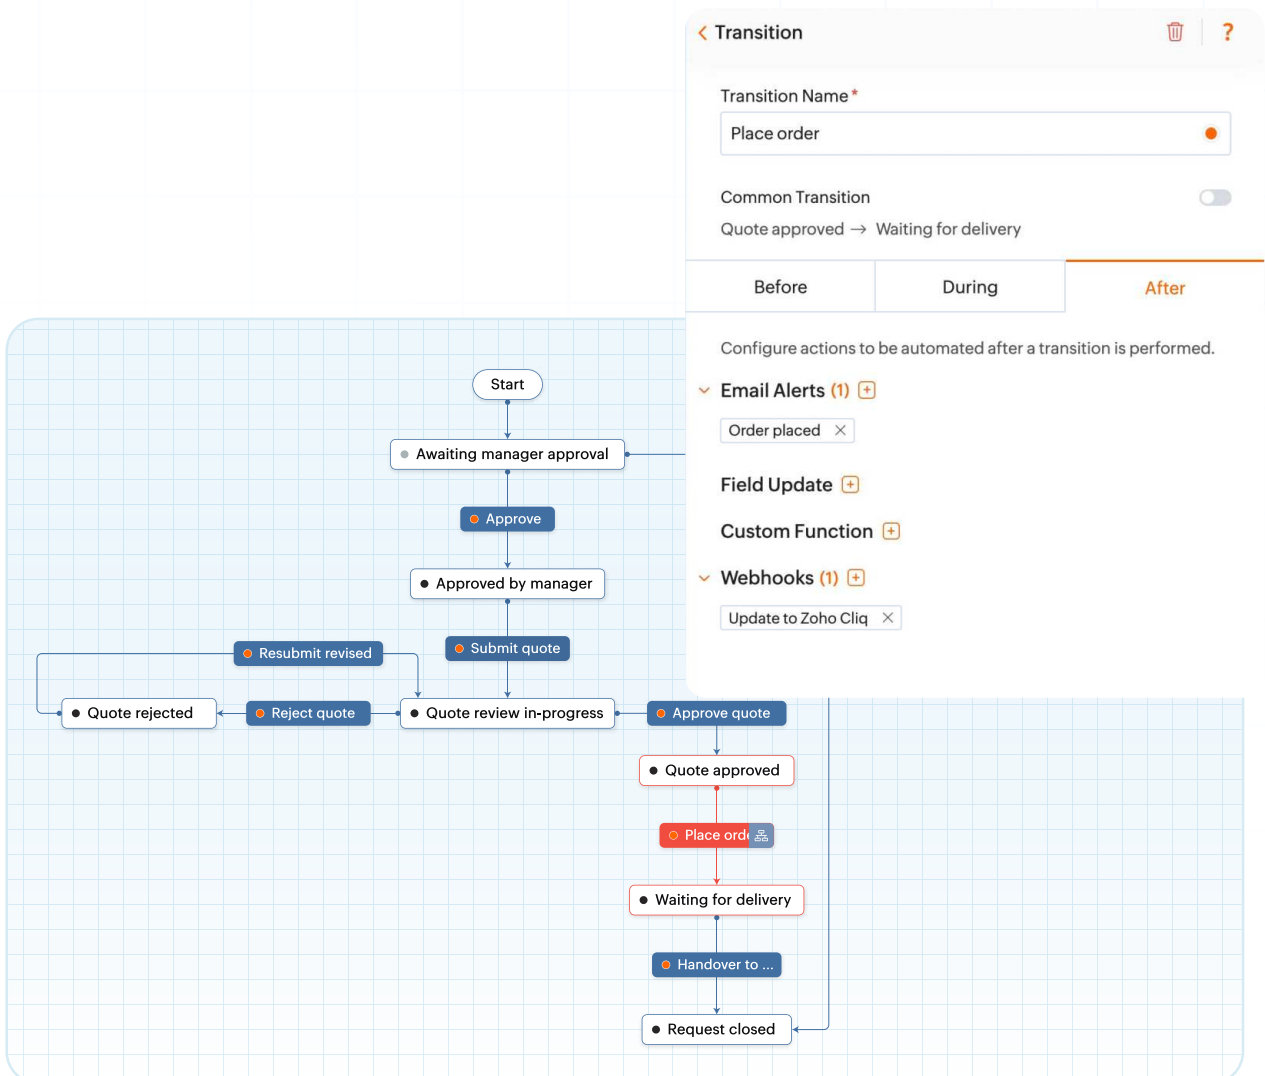 Transition
?
Transition Name *
Place order
Common Transition
Quote approved → Waiting for delivery
Before
During
After
Configure actions to be automated after a transition is performed.
Email Alerts (1)
Order placed
Field Update
Custom Function
Webhooks (1)
Update to Zoho Cliq
Start
Awaiting manager approval
Approve
Approved by manager
Submit quote
Resubmit revised
Quote rejected
Reject quote
Quote review in-progress
Approve quote
Quote approved
Place orde
Waiting for delivery
Handover to ...
Request closed